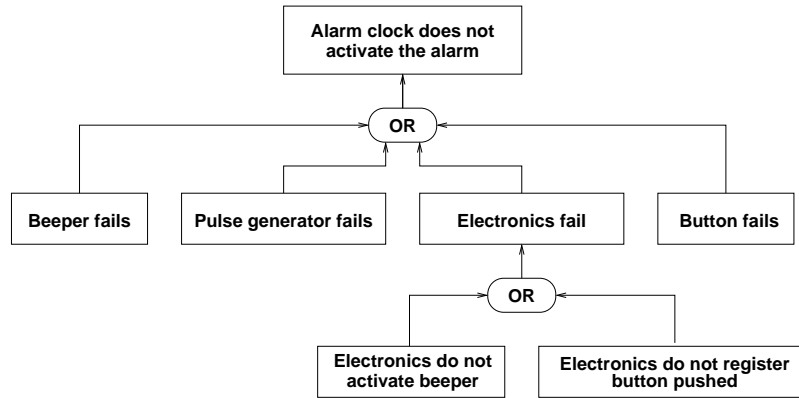 Alarm clock does not
activate the alarm
OR
Beeper fails
Pulse generator fails
Electronics fail
Button fails
OR
Electronics do not
activate beeper
Electronics do not register
button pushed